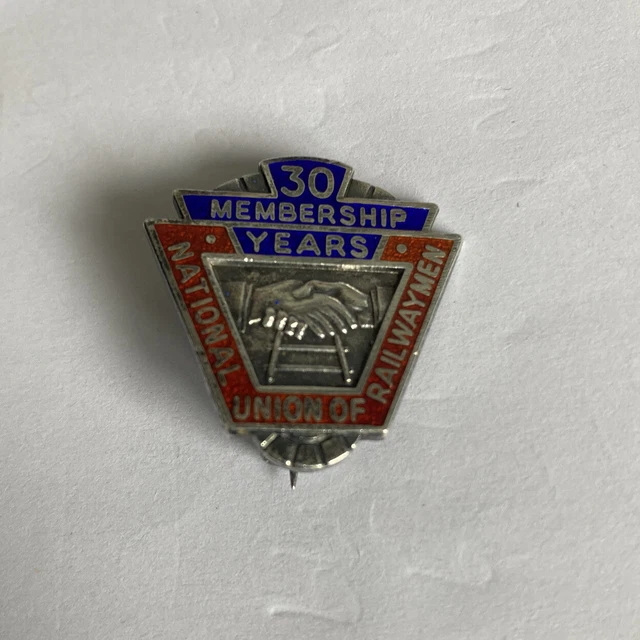 30
MEMBERSHIP
YEARS
NATIONAL
UNION OF
RAILWAYMEN